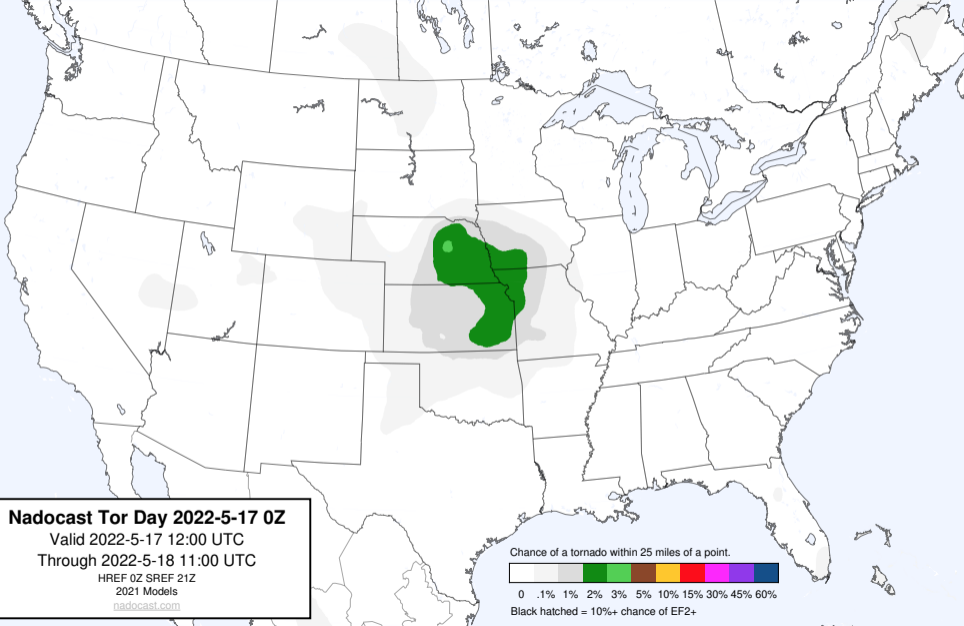 Nadocast Tor Day 2022-5-17 0Z
Valid 2022-5-17 12:00 UTC
Through 2022-5-18 11:00 UTC
HREF 0Z SREF 21Z
2021 Models
nadocast.com
Chance of a tornado within 25 miles of a point.
0 .1% 1% 2% 3% 5% 10% 15% 30% 45% 60%
Black hatched = 10%+ chance of EF2+